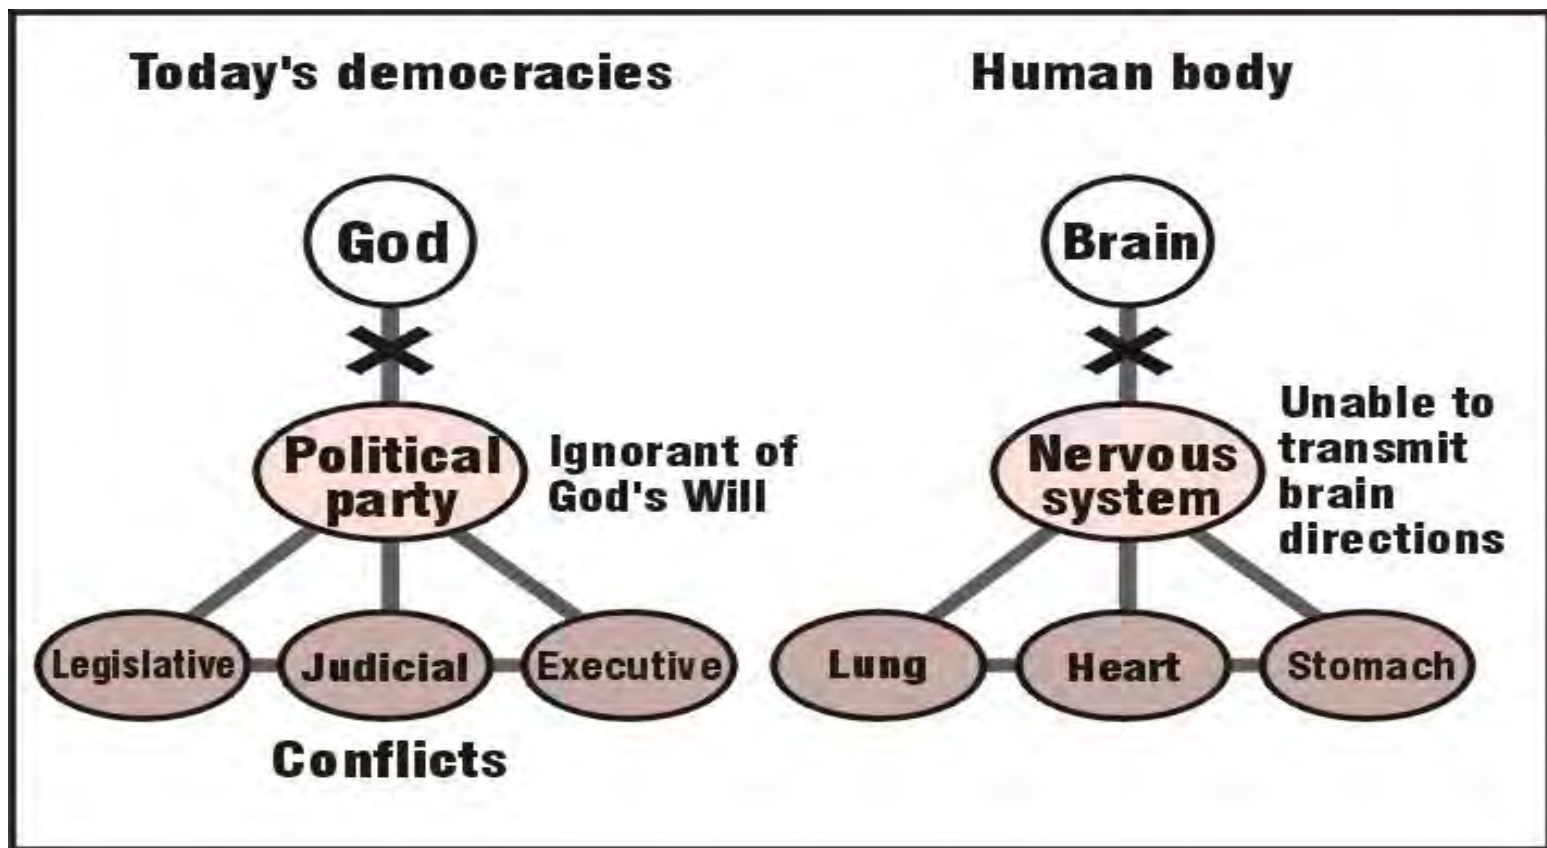 Today's democracies
God
Political
party
Ignorant of
God's Will
Legislative
Judicial
Executive
Conflicts
Human body
Brain
Nervous
system
Unable to
transmit
brain
directions
Lung
Heart
Stomach